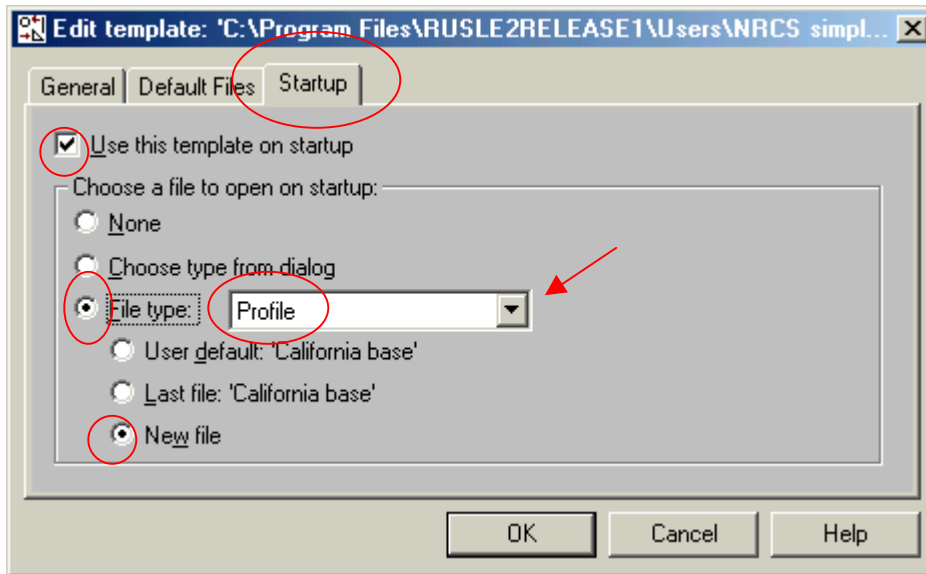 Edit template: 'C:\Program Files\RUSLE2RELEASE1\Users\NRCS simpl...
General Default Files Startup
Use this template on startup
Choose a file to open on startup:
None
Choose type from dialog
File type: Profile
User default: 'California base'
Last file: 'California base'
New file
OK Cancel Help